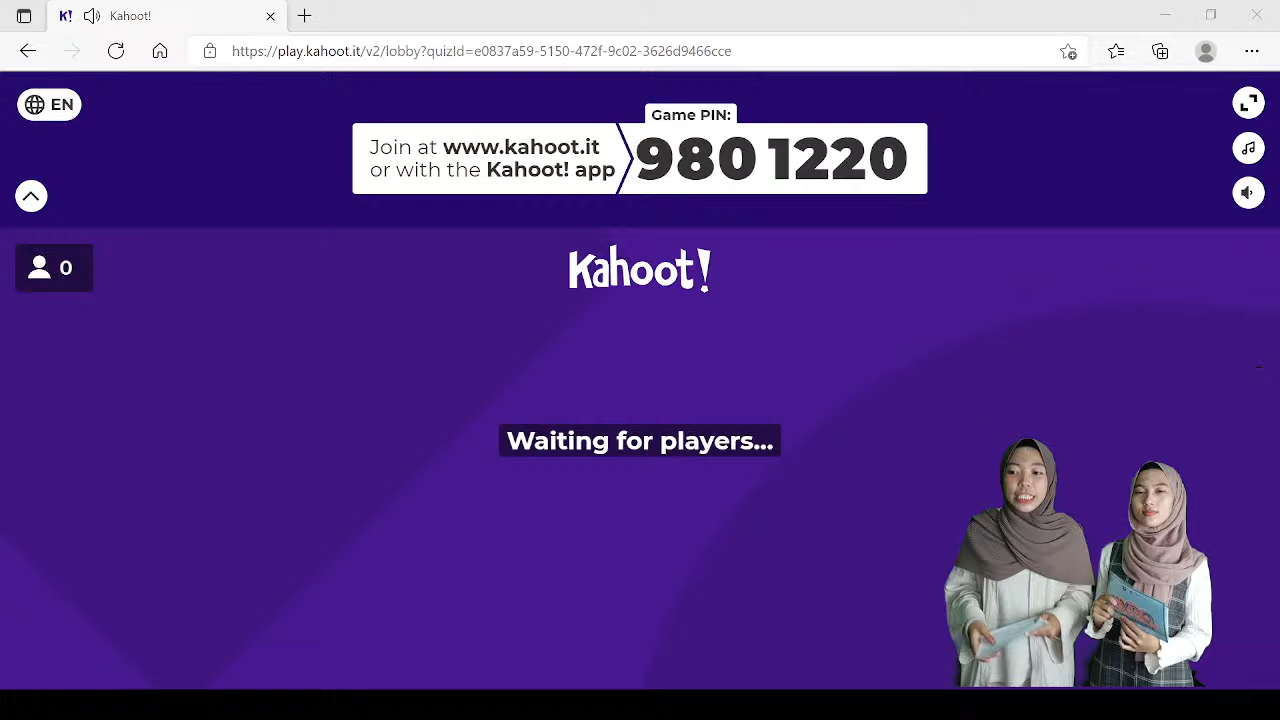 K! Kahoot!
https://play.kahoot.it/v2/lobby?quizId=e0837a59-5150-472f-9c02-3626d9466cce
EN
Game PIN:
Join at www.kahoot.it
or with the Kahoot! app
980 1220
0
Kahoot!
Waiting for players...